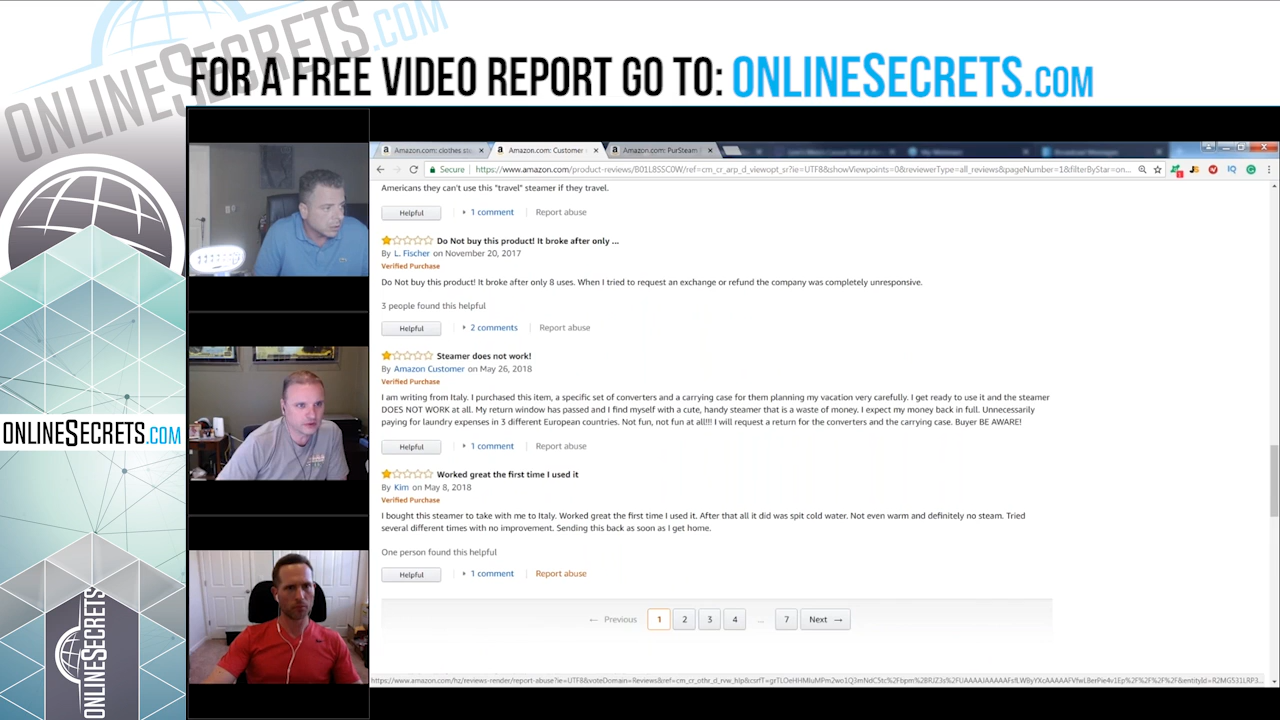 FOR A FREE VIDEO REPORT GO TO: ONLINESECRETS.COM
ONLINESECRETS.COM
Amazon.com: clothes ste
Amazon.com: Customer
Amazon.com: PurSteam
Secure
https://www.amazon.com/product-reviews/B01L8SSC0W/ref=cm_cr_arp_d_viewopt_sr?ie=UTF8&showViewpoints=0&reviewerType=all_reviews&pageNumber=1&filterByStar=on...
Americans they can't use this "travel" steamer if they travel.
Helpful
1 comment
Report abuse
Do Not buy this product! It broke after only ...
By L. Fischer on November 20, 2017
Verified Purchase
Do Not buy this product! It broke after only 8 uses. When I tried to request an exchange or refund the company was completely unresponsive.
3 people found this helpful
Helpful
2 comments
Report abuse
Steamer does not work!
By Amazon Customer on May 26, 2018
Verified Purchase
I am writing from Italy. I purchased this item, a specific set of converters and a carrying case for them planning my vacation very carefully. I get ready to use it and the steamer
DOES NOT WORK at all. My return window has passed and I find myself with a cute, handy steamer that is a waste of money. I expect my money back in full. Unnecessarily
paying for laundry expenses in 3 different European countries. Not fun, not fun at all!!! I will request a return for the converters and the carrying case. Buyer BE AWARE!
Helpful
1 comment
Report abuse
Worked great the first time I used it
By Kim on May 8, 2018
Verified Purchase
I bought this steamer to take with me to Italy. Worked great the first time I used it. After that all it did was spit cold water. Not even warm and definitely no steam. Tried
several different times with no improvement. Sending this back as soon as I get home.
One person found this helpful
Helpful
1 comment
Report abuse
← Previous 1 2 3 4 ... 7 Next →
ONLINESECRETS.COM
ONLINESECRETS